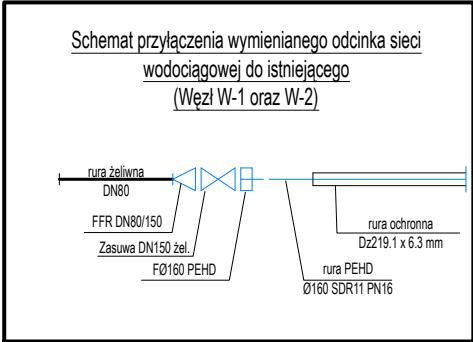 Schemat przyłączenia wymienianego odcinka sieci
wodociągowej do istniejącego
(Węzł W-1 oraz W-2)
rura żeliwna
DN80
FFR DN80/150
Zasuwa DN150 żel.
FØ160 PEHD
rura ochronna
Dz219.1 x 6.3 mm
rura PEHD
Ø160 SDR11 PN16